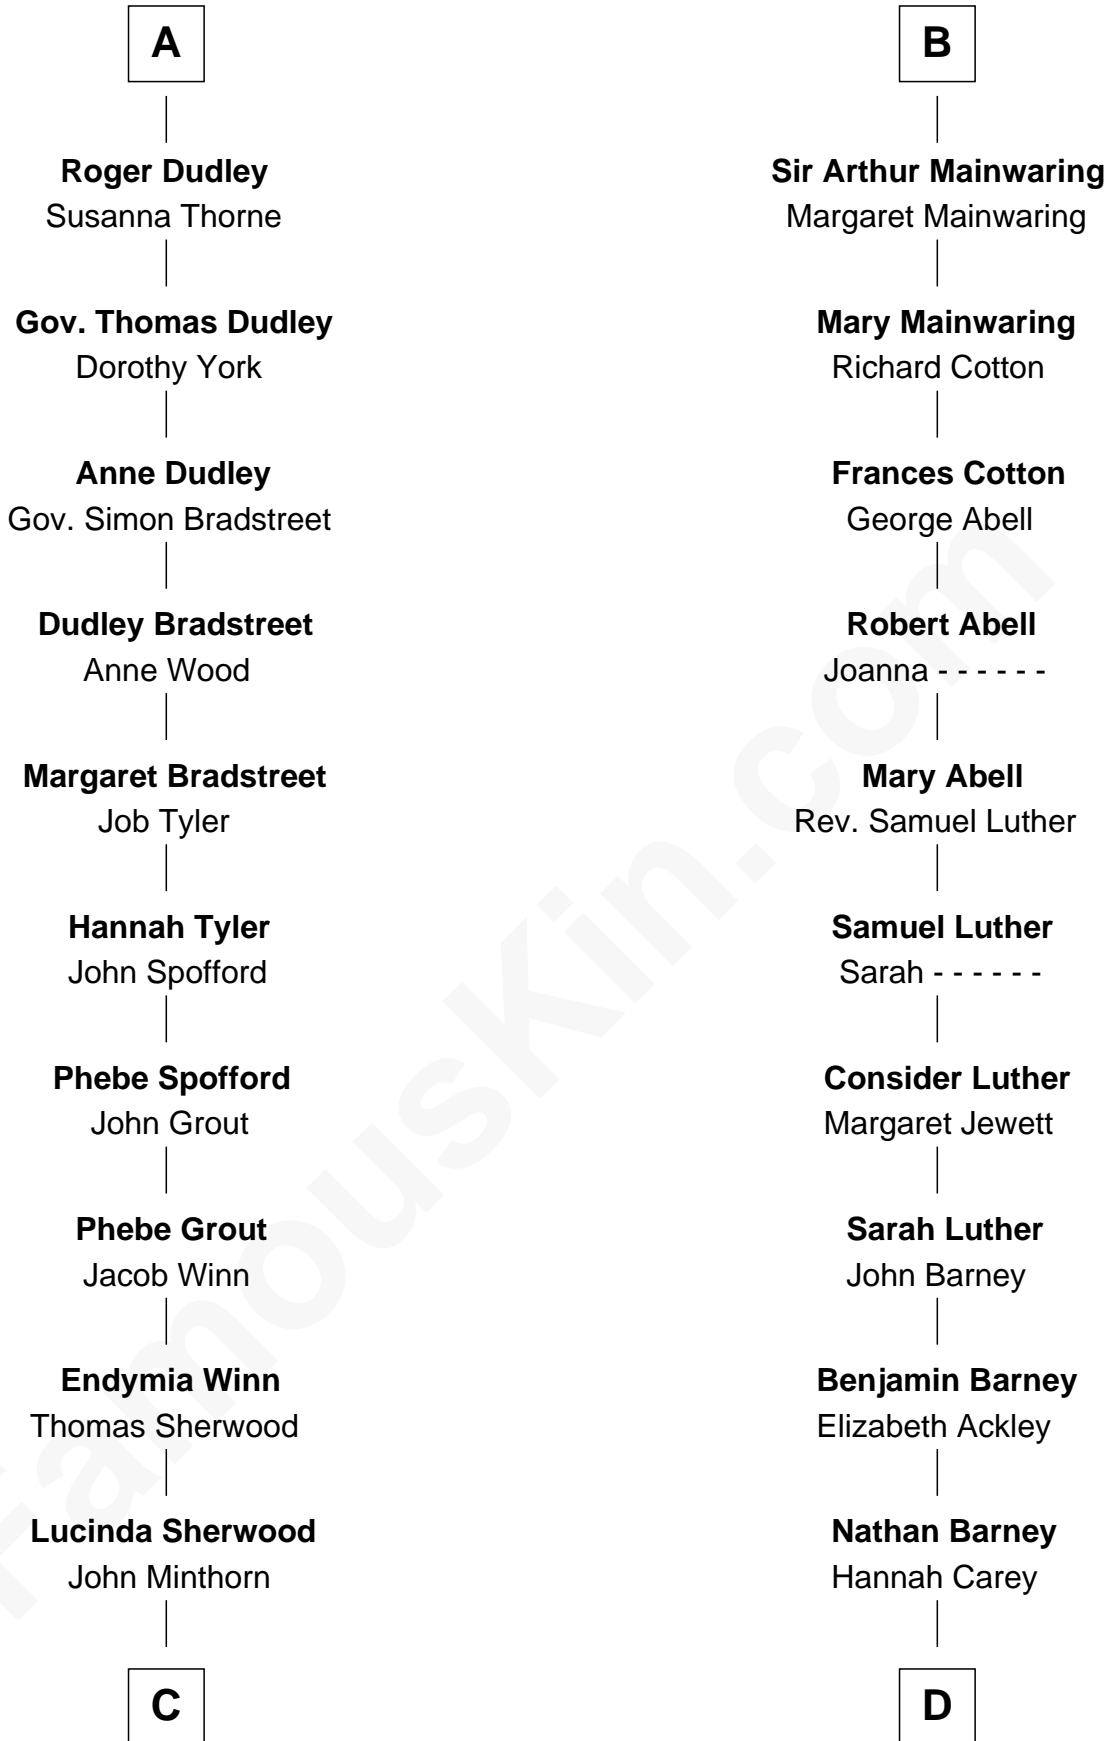 A
Roger Dudley
Susanna Thorne
Gov. Thomas Dudley
Dorothy York
Anne Dudley
Gov. Simon Bradstreet
Dudley Bradstreet
Anne Wood
Margaret Bradstreet
Job Tyler
Hannah Tyler
John Spofford
Phebe Spofford
John Grout
Phebe Grout
Jacob Winn
Endymia Winn
Thomas Sherwood
Lucinda Sherwood
John Minthorn
C
B
Sir Arthur Mainwaring
Margaret Mainwaring
Mary Mainwaring
Richard Cotton
Frances Cotton
George Abell
Robert Abell
Joanna - - - - - -
Mary Abell
Rev. Samuel Luther
Samuel Luther
Sarah - - - - - -
Consider Luther
Margaret Jewett
Sarah Luther
John Barney
Benjamin Barney
Elizabeth Ackley
Nathan Barney
Hannah Carey
D
FamousKin.com